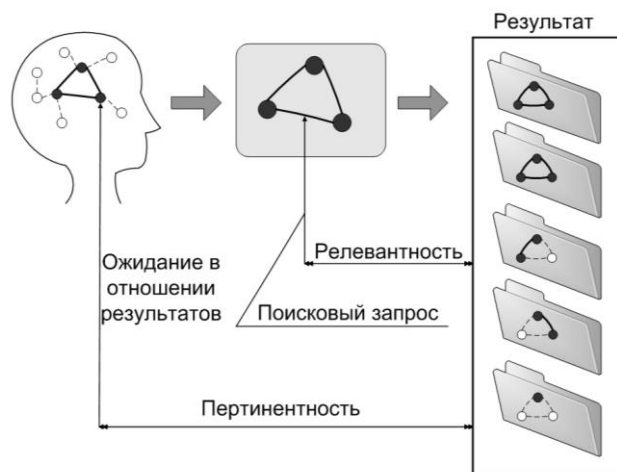 Результат
Ожидание в
отношении
результатов
Релевантность
Поисковый запрос
Пертинентность